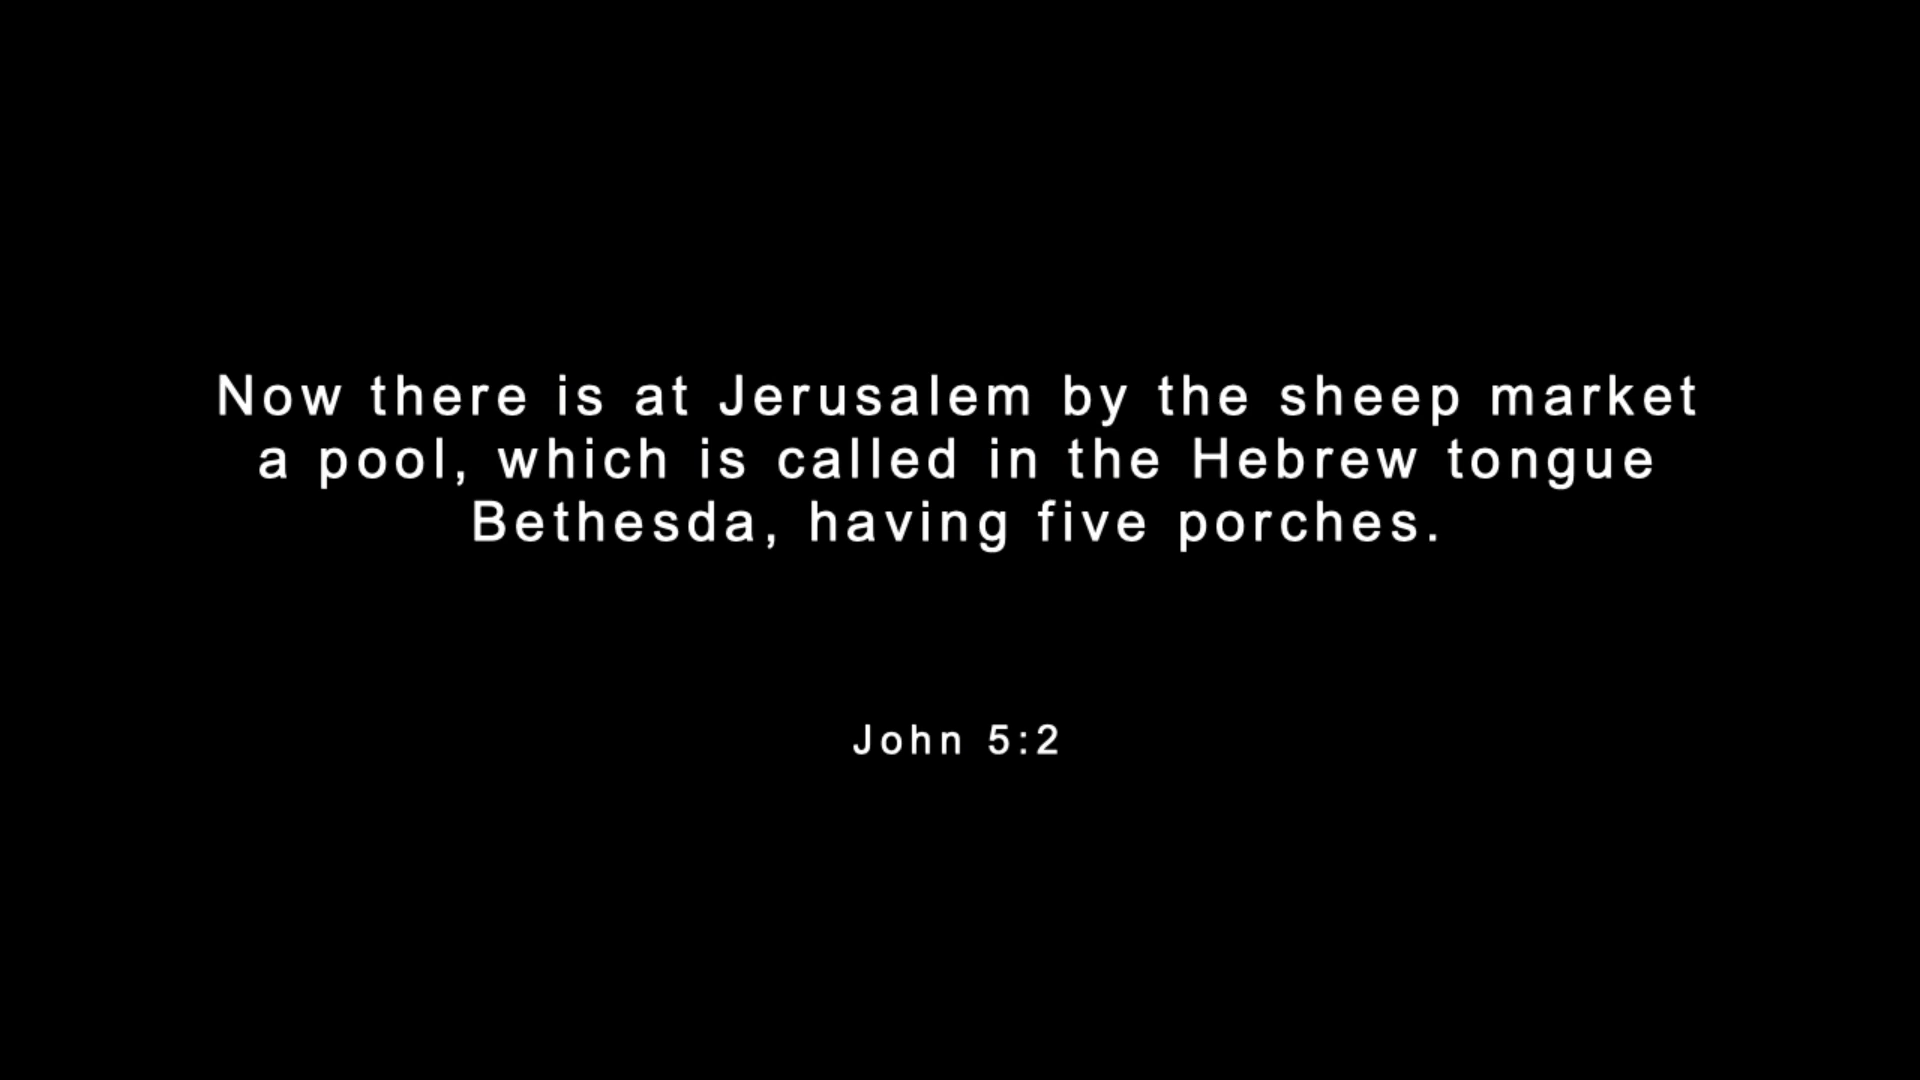 Now there is at Jerusalem by the sheep market
a pool, which is called in the Hebrew tongue
Bethesda, having five porches.
John 5:2